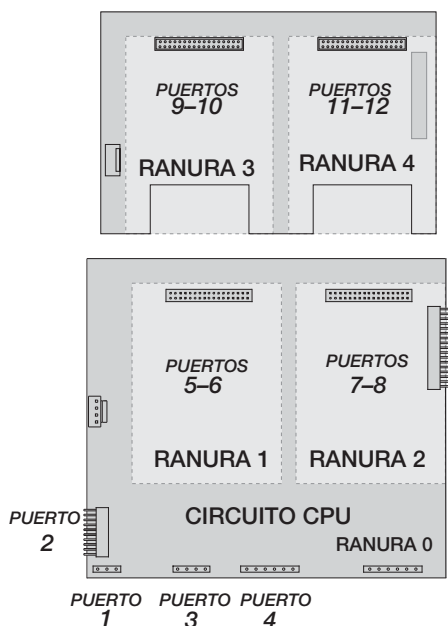 PUERTOS
9–10
PUERTOS
11–12
RANURA 3
RANURA 4
PUERTOS
5–6
PUERTOS
7–8
RANURA 1
RANURA 2
PUERTO
2
CIRCUITO CPU
RANURA 0
PUERTO
1
PUERTO
3
PUERTO
4